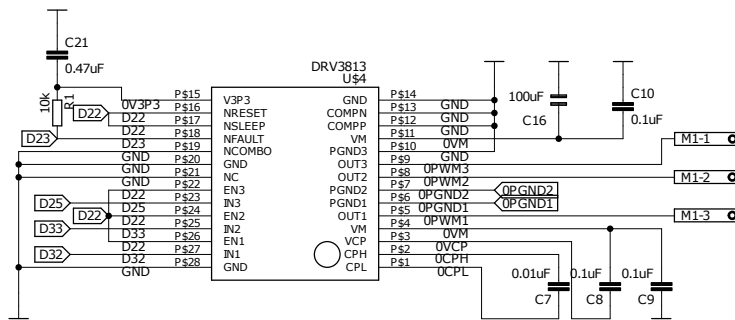 C21
0.47uF
10k
R1
D22
D23
D25
D22
D33
D32
0V3P3
D22
D22
D23
GND
GND
GND
D22
D25
D22
D33
D22
D32
GND
P$15
P$16
P$17
P$18
P$19
P$20
P$21
P$22
P$23
P$24
P$25
P$26
P$27
P$28
DRV3813
U$4
V3P3
NRESET
NSLEEP
NFAULT
NCOMBO
GND
NC
EN3
IN3
EN2
IN2
EN1
IN1
GND
GND
COMPN
COMPP
VM
PGND3
OUT3
OUT2
PGND2
PGND1
OUT1
VM
VCP
CPH
CPL
P$14
P$13
P$12
P$11
P$10
P$9
P$8
P$7
P$6
P$5
P$4
P$3
P$2
P$1
GND
GND
GND
0VM
GND
0PWM3
0PWM2
0PGND2
0PGND1
0PWM1
0VM
0VCP
0CPH
0CPL
0PGND2
0PGND1
100uF
C16
C10
0.1uF
M1-1
M1-2
M1-3
0.01uF
C7
0.1uF
C8
0.1uF
C9